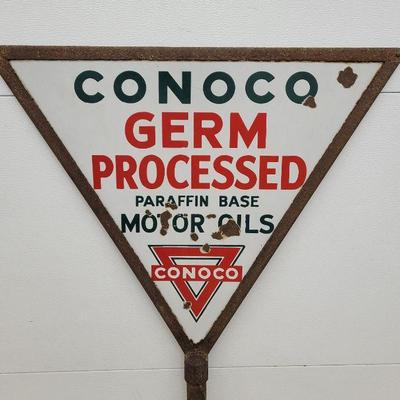 CONOCO
GERM
PROCESSED
PARAFFIN BASE
MOTOR OILS
CONOCO